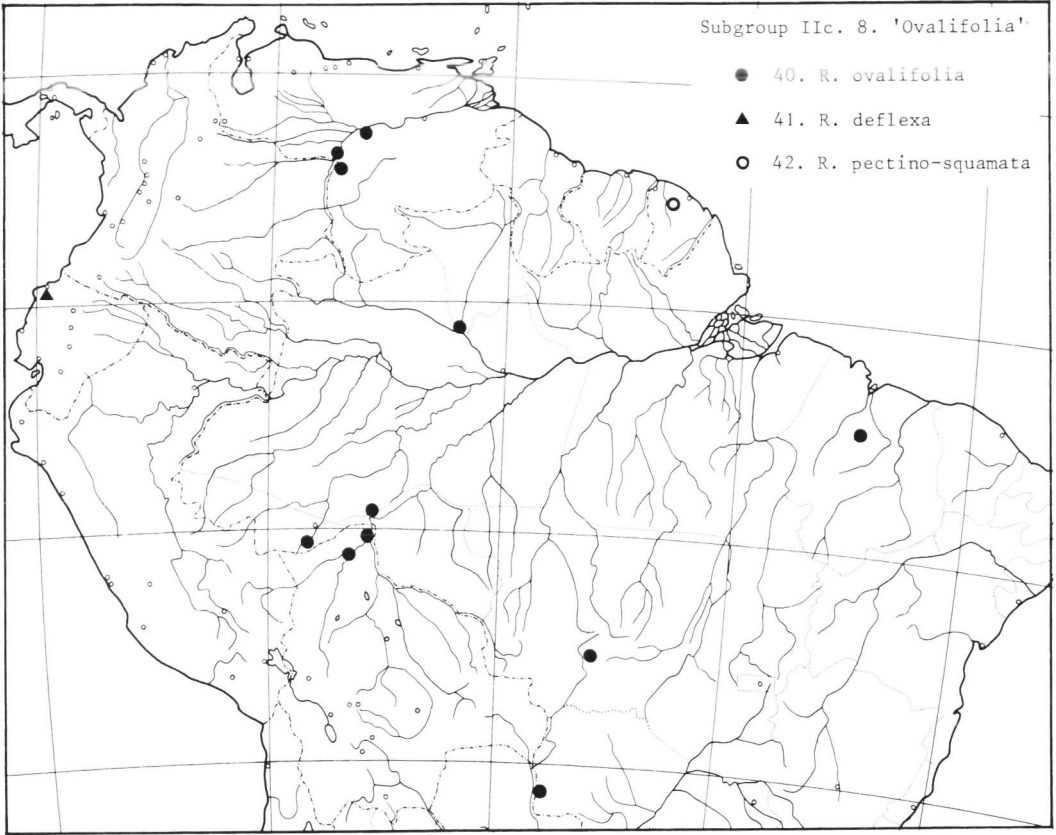 Subgroup IIc. 8. 'Ovalifolia'
40. R. ovalifolia
41. R. deflexa
42. R. pectino-squamata